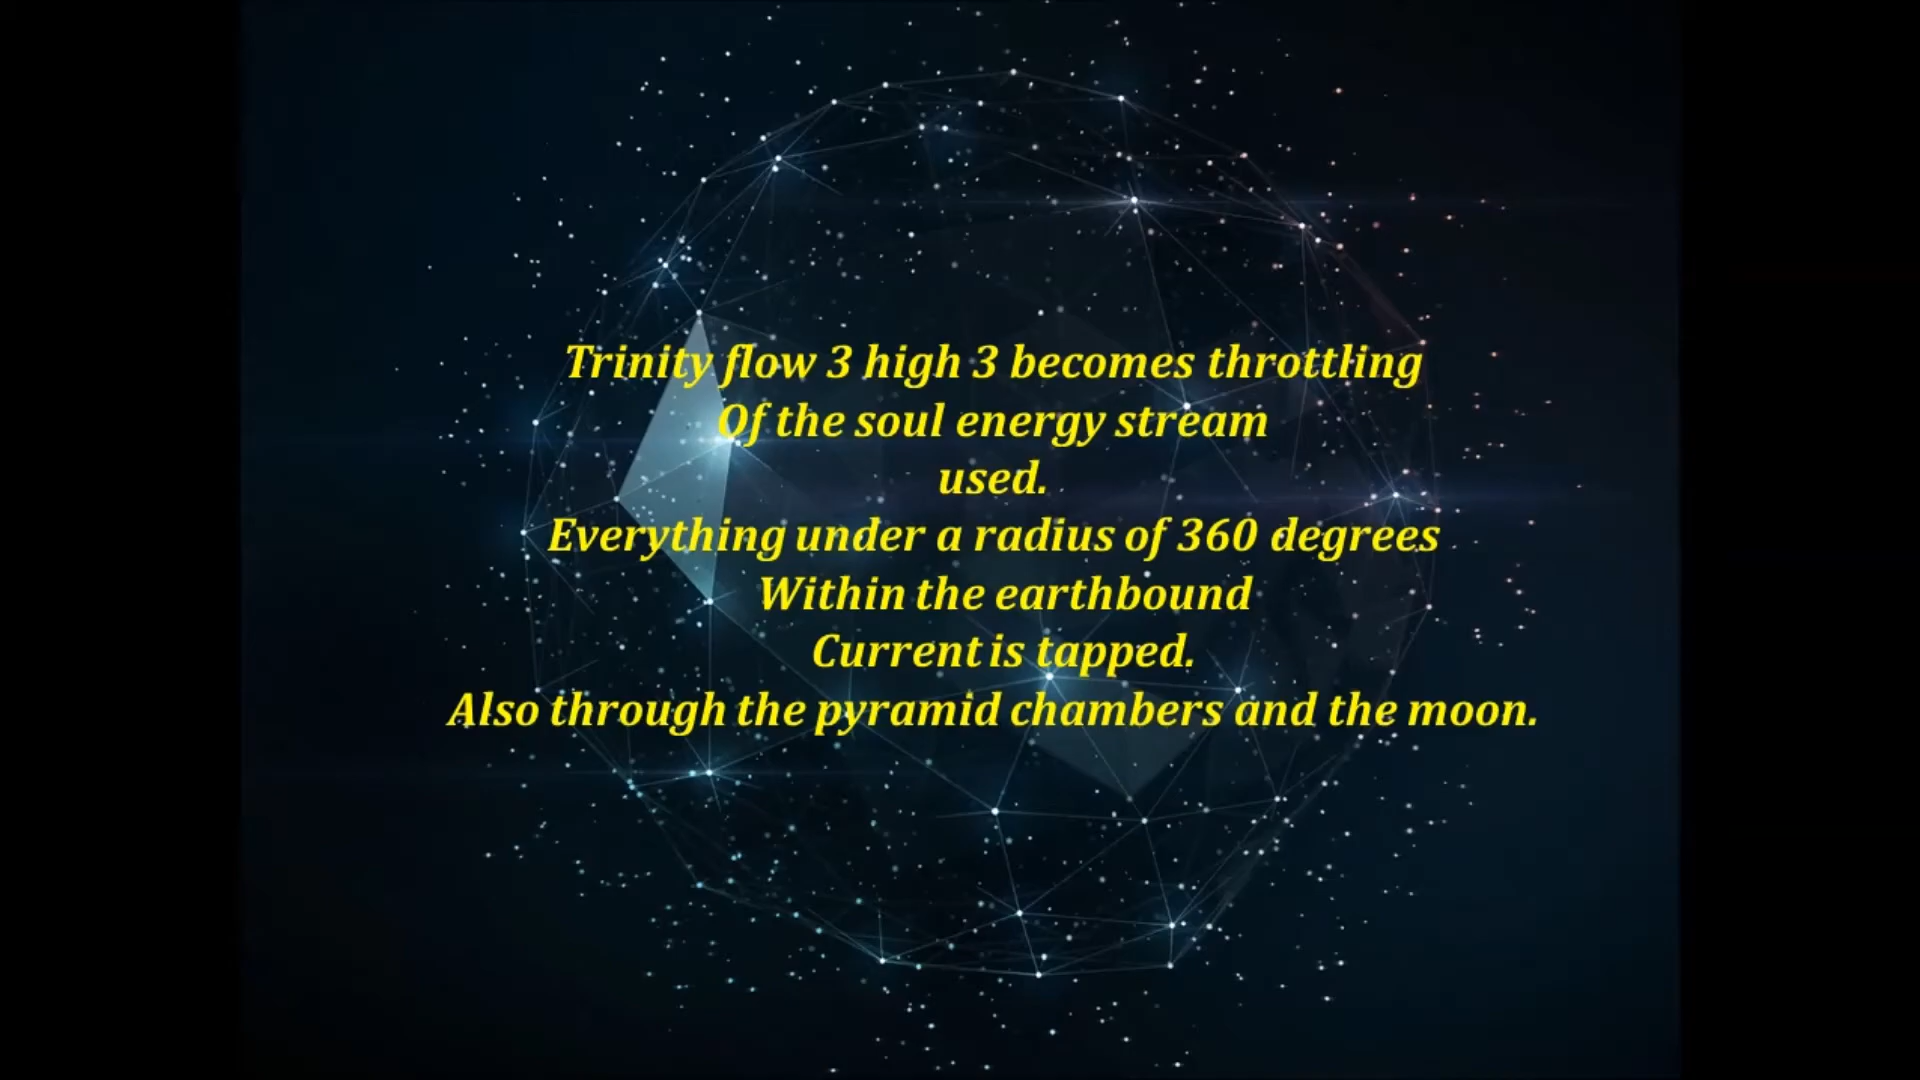 Trinity flow 3 high 3 becomes throttling
Of the soul energy stream
used.
Everything under a radius of 360 degrees
Within the earthbound
Current is tapped.
Also through the pyramid chambers and the moon.